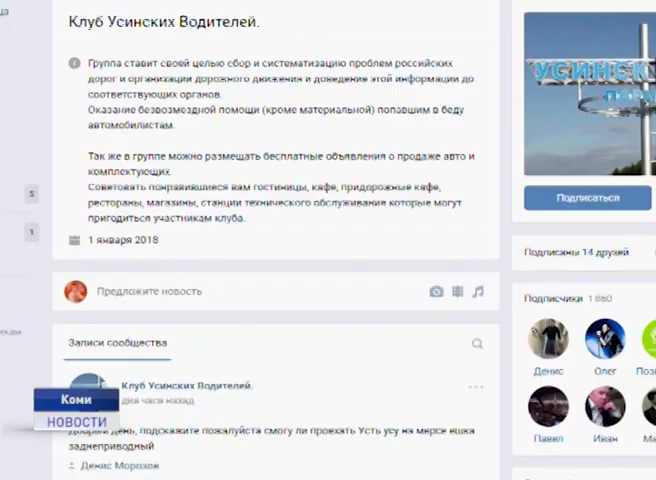 Клуб Усинских Водителей.
Группа ставит своей целью сбор и систематизацию проблем российских
дорог и организации дорожного движения и доведение этой информации до
соответствующих органов.
Оказание безвозмездной помощи (кроме материальной) попавшим в беду
автомобилистам.
Так же в группе можно размещать бесплатные объявления о продаже авто и
комплектующих.
Советовать понравившиеся вам гостиницы, кафе, придорожные кафе,
рестораны, магазины, станции технического обслуживания которые могут
пригодиться участникам клуба.
1 января 2018
5
1
Предложите новость
Записи сообщества
Клуб Усинских Водителей.
два часа назад
Добрый день, подскажите пожалуйста смогу ли проехать Усть усу на мерсе ешка
заднеприводный
Денис Морохов
Коми
НОВОСТИ
УСИНСК
Подписаться
Подписаны 14 друзей
Подписчики 1 860
Денис
Олег
Павел
Иван